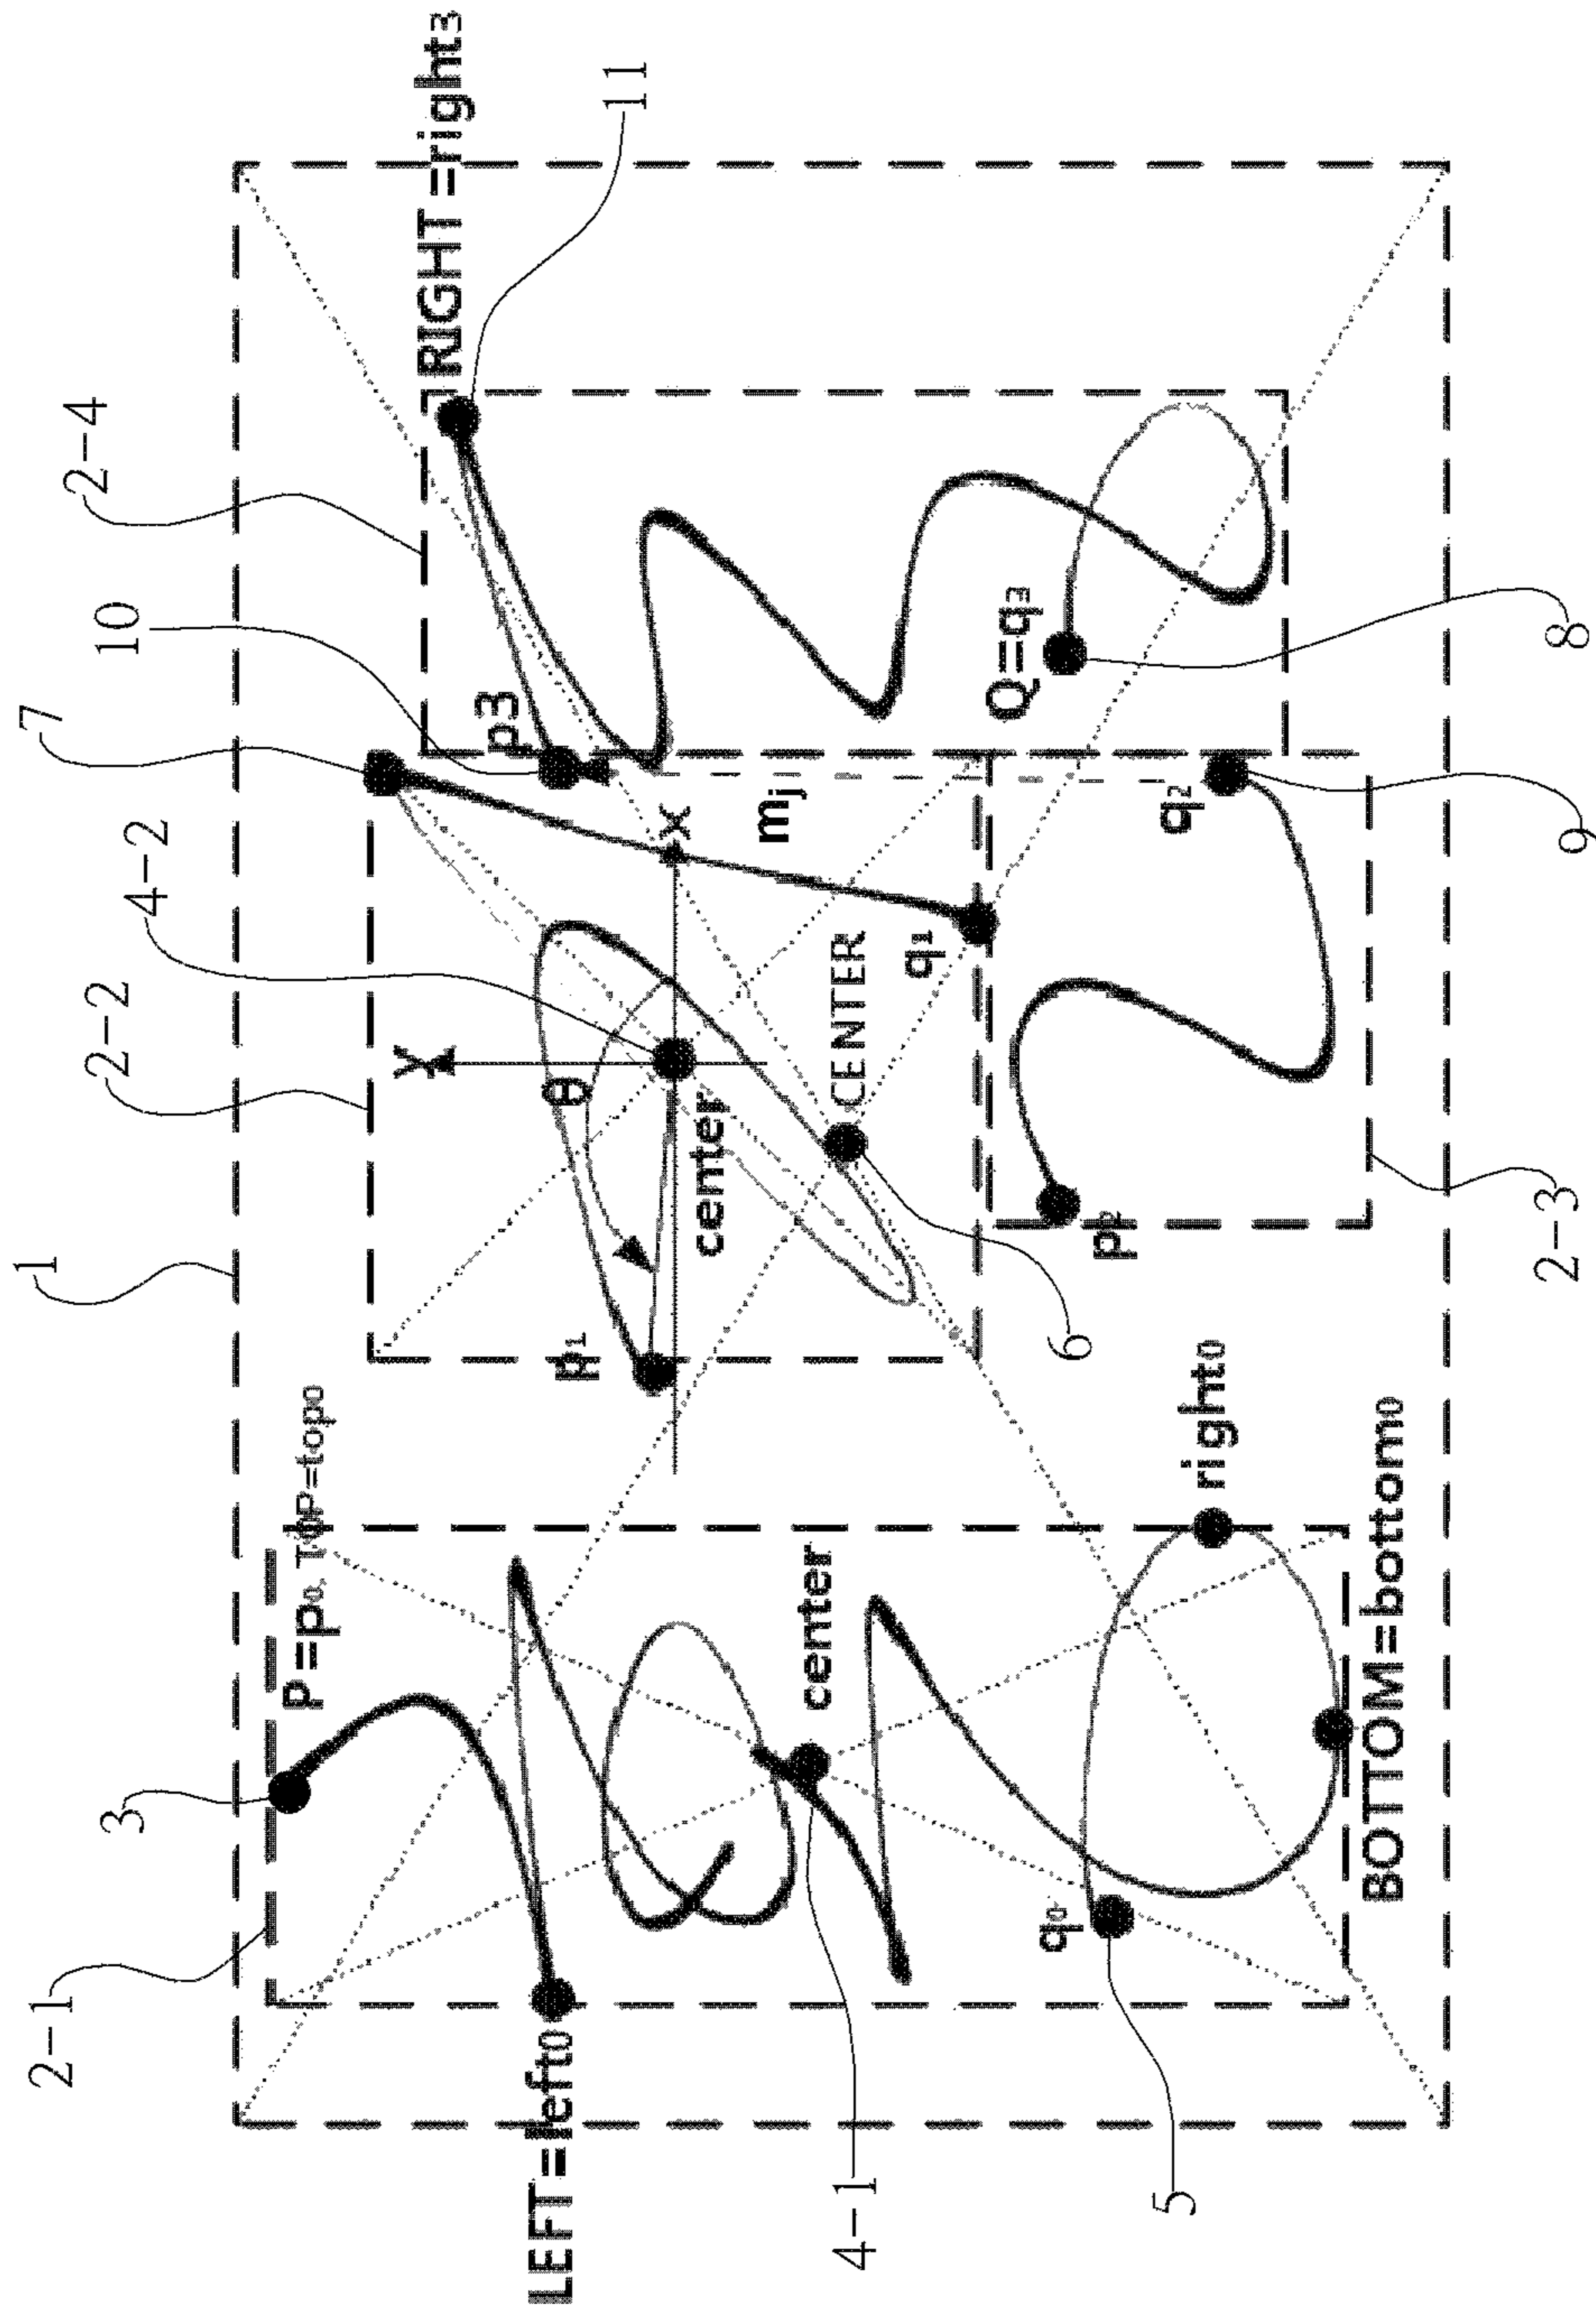 1
7
2-1
3
2-2
4-2
10
2-4
P=p0, TOP=top0
RIGHT=right3
11
Y
p1
θ
p3
LEFT=left0
X
center
mj
center
CENTER
q1
Q=q3
q0
p2
q2
right0
4-1
5
BOTTOM=bottom0
6
2-3
9
8